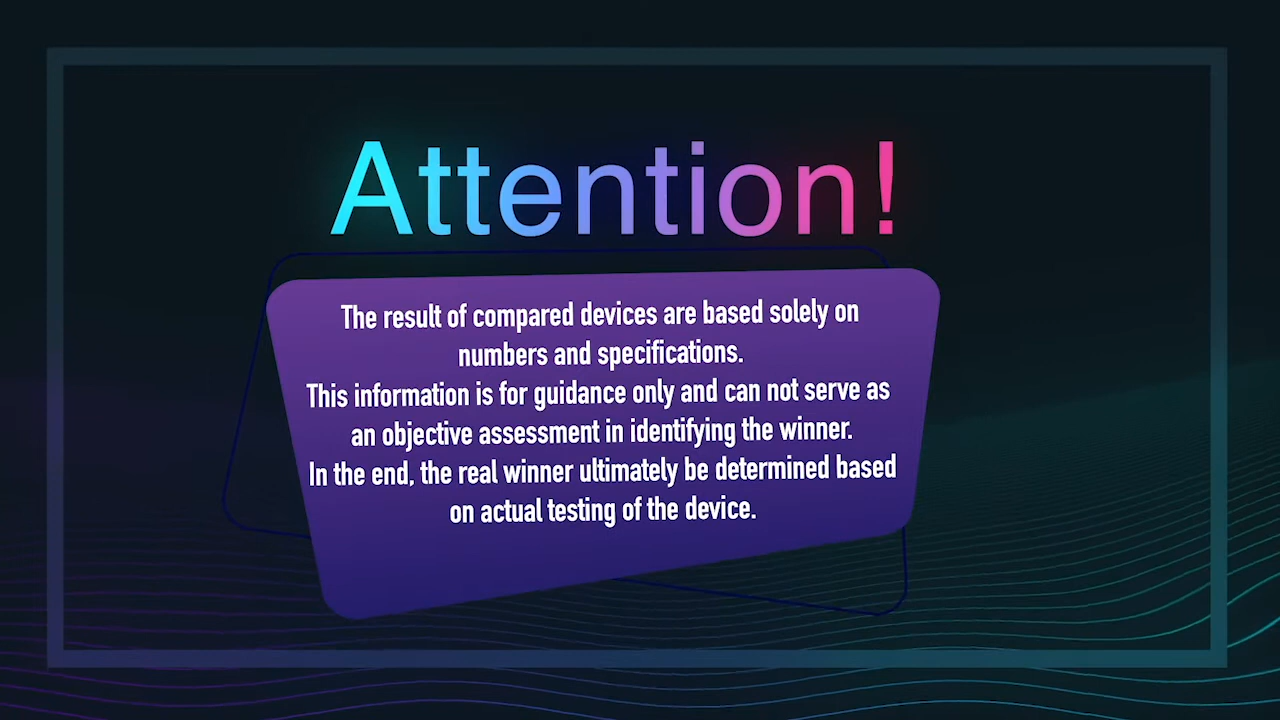 Attention!
The result of compared devices are based solely on
numbers and specifications.
This information is for guidance only and can not serve as
an objective assessment in identifying the winner.
In the end, the real winner ultimately be determined based
on actual testing of the device.